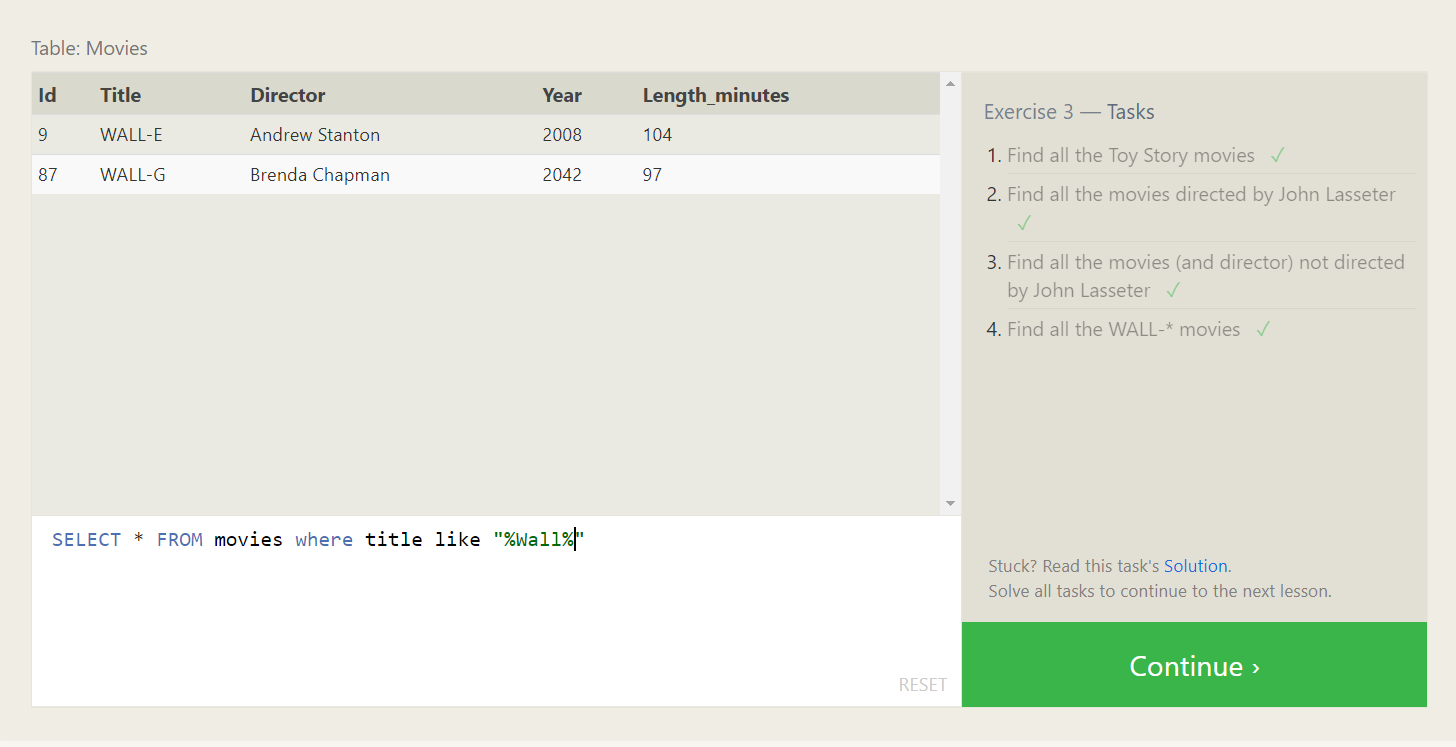 Table: Movies
Id Title Director Year Length_minutes
9 WALL-E Andrew Stanton 2008 104
87 WALL-G Brenda Chapman 2042 97
SELECT * FROM movies where title like "%Wall%"
RESET
Exercise 3 — Tasks
1. Find all the Toy Story movies ✓
2. Find all the movies directed by John Lasseter
✓
3. Find all the movies (and director) not directed
by John Lasseter ✓
4. Find all the WALL-* movies ✓
Stuck? Read this task's Solution.
Solve all tasks to continue to the next lesson.
Continue ›